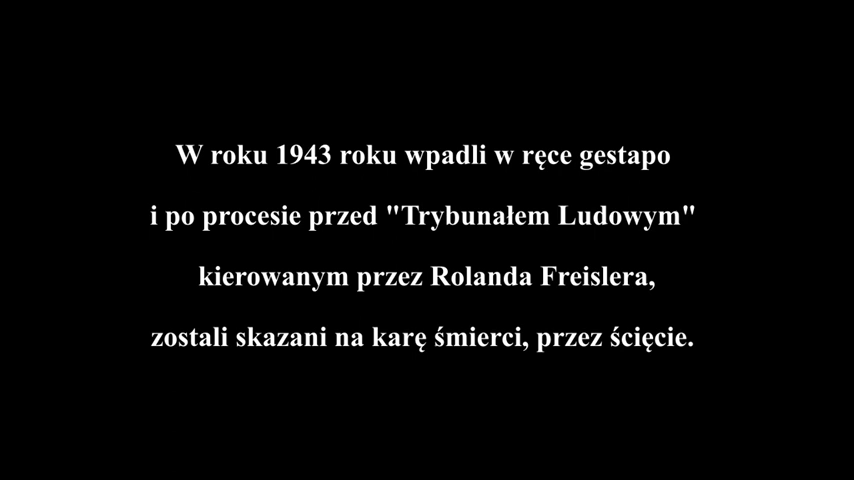 W roku 1943 roku wpadli w ręce gestapo
i po procesie przed "Trybunałem Ludowym"
kierowanym przez Rolanda Freislera,
zostali skazani na karę śmierci, przez ścięcie.